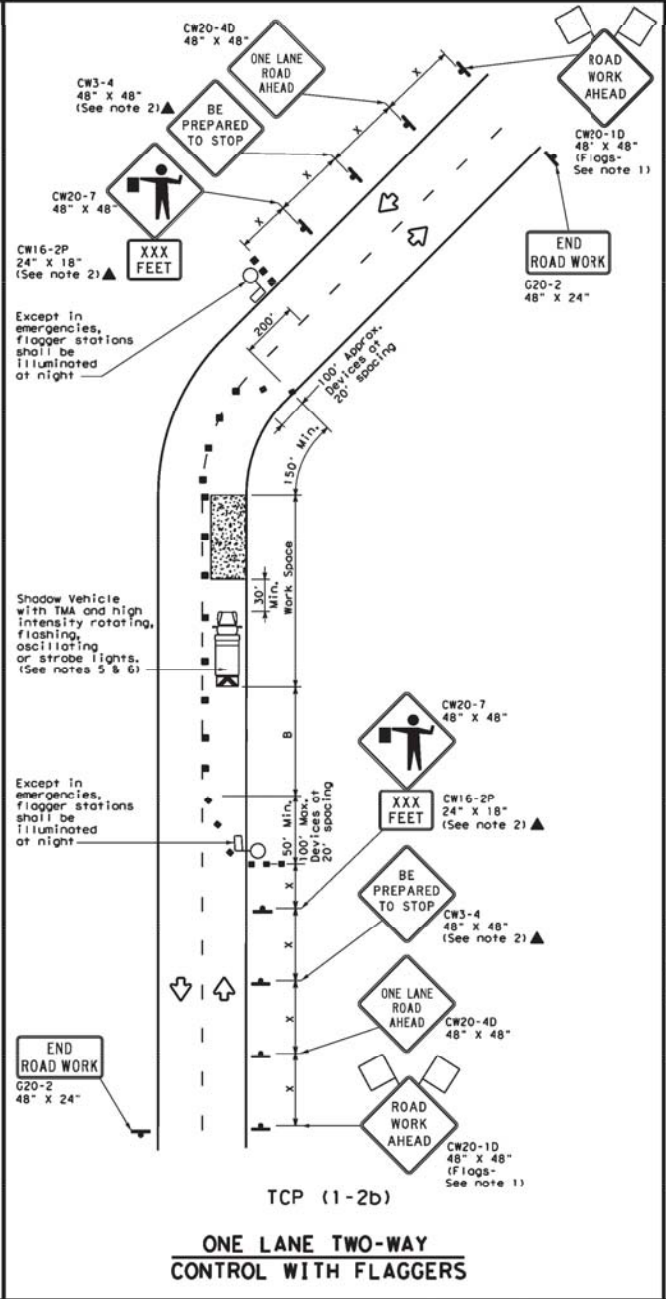 CW20-4D
48" X 48"
ONE LANE
ROAD
AHEAD
ROAD
WORK
AHEAD
CW20-1D
48' X 48"
(Flags-
See note 1)
CW3-4
48" X 48"
(See note 2)▲
BE
PREPARED
TO STOP
X
X
X
X
CW20-7
48" X 48"
XXX
FEET
CW16-2P
24" X 18"
(See note 2)▲
END
ROAD WORK
G20-2
48" X 24"
Except in
emergencies,
flagger stations
shall be
illuminated
at night
200'
100' Approx.
Devices at
20' spacing
150' Min.
Work Space
30'
Min.
Shadow Vehicle
with TMA and high
intensity rotating,
flashing,
oscillating
or strobe lights.
(See notes 5 & 6)
B
CW20-7
48" X 48"
XXX
FEET
CW16-2P
24" X 18"
(See note 2)▲
Except in
emergencies,
flagger stations
shall be
illuminated
at night
50' Min.
100' Max.
Devices at
20' spacing
X
BE
PREPARED
TO STOP
CW3-4
48" X 48"
(See note 2)▲
X
X
ONE LANE
ROAD
AHEAD
CW20-4D
48" X 48"
X
END
ROAD WORK
G20-2
48" X 24"
ROAD
WORK
AHEAD
CW20-1D
48" X 48"
(Flags-
See note 1)
TCP (1-2b)
ONE LANE TWO-WAY
CONTROL WITH FLAGGERS